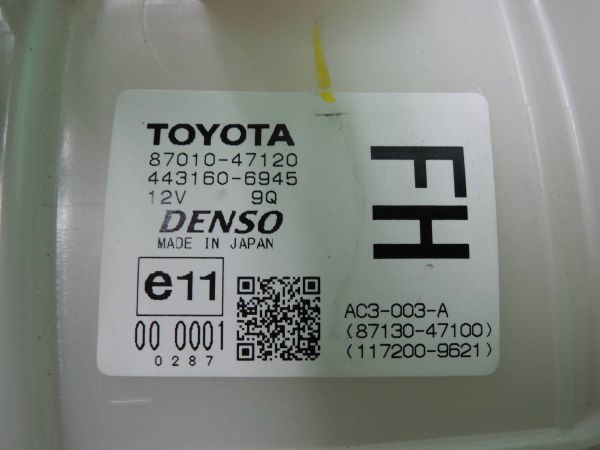 TOYOTA
87010-47120
443160-6945
12V 9Q
DENSO
MADE IN JAPAN
e11
00 0001
0287
FH
AC3-003-A
(87130-47100)
(117200-9621)